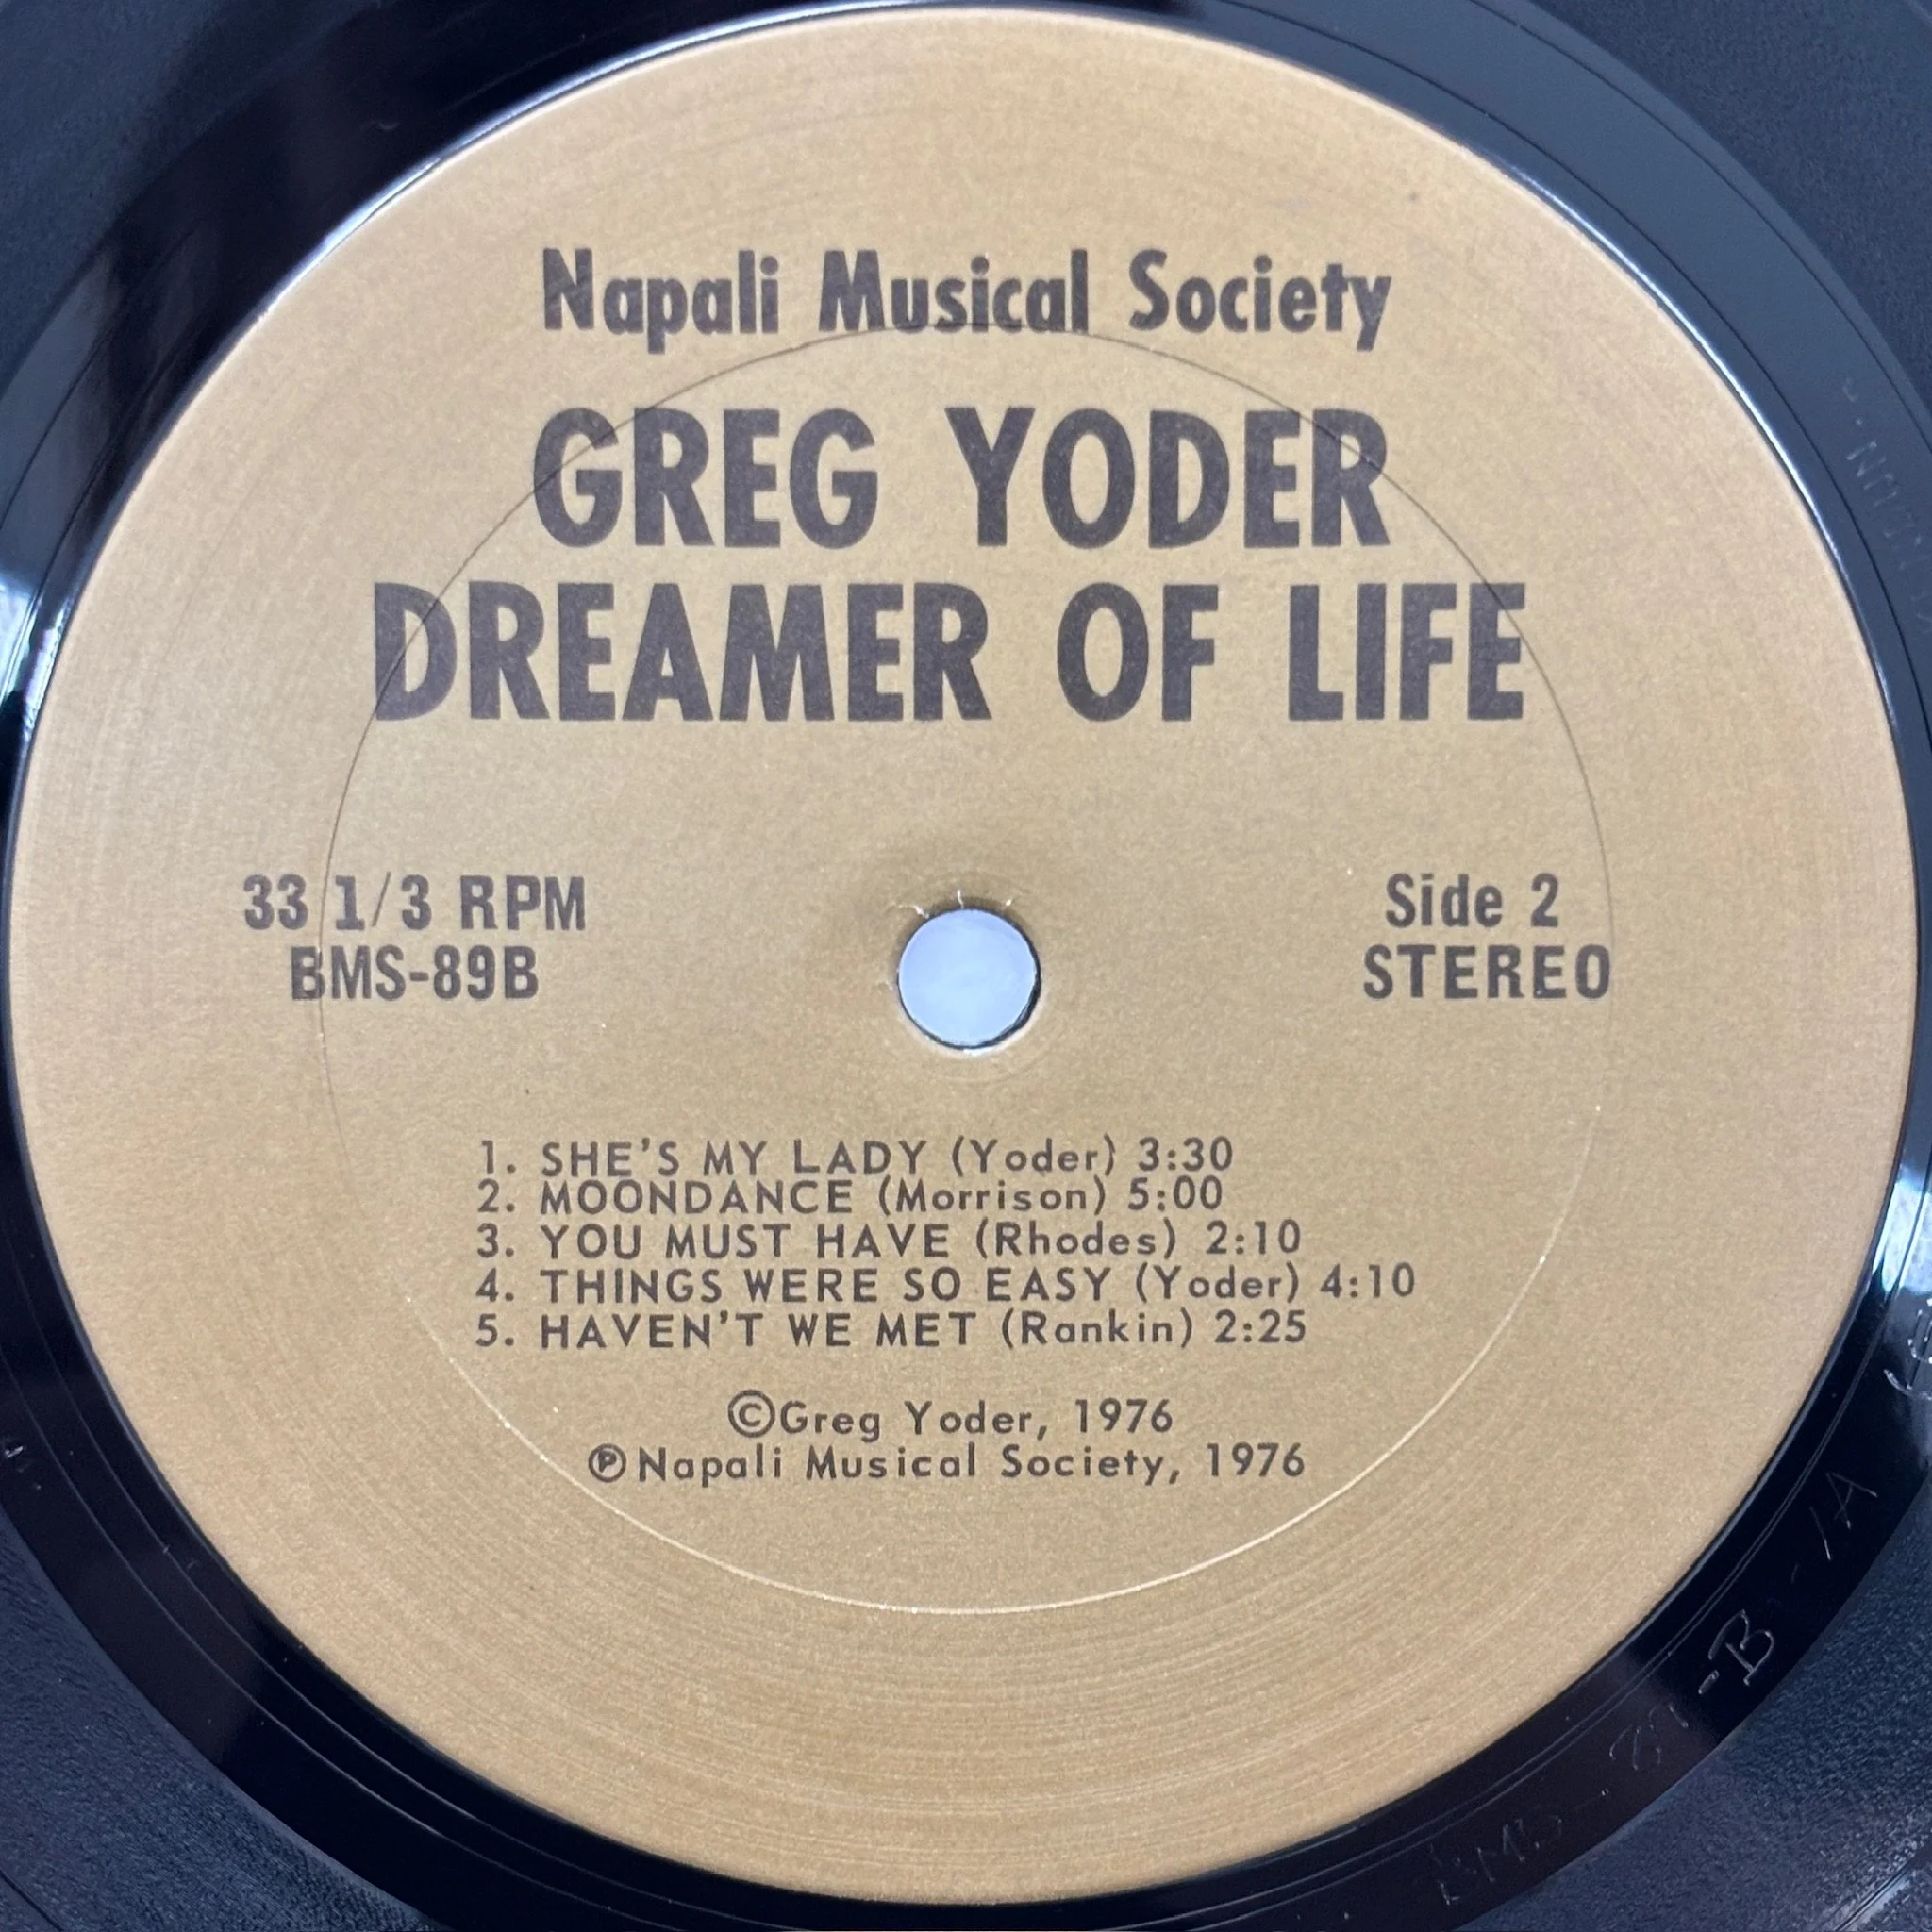 Napali Musical Society
GREG YODER
DREAMER OF LIFE
33 1/3 RPM
BMS-89B
Side 2
STEREO
1. SHE'S MY LADY (Yoder) 3:30
2. MOONDANCE (Morrison) 5:00
3. YOU MUST HAVE (Rhodes) 2:10
4. THINGS WERE SO EASY (Yoder) 4:10
5. HAVEN'T WE MET (Rankin) 2:25
©Greg Yoder, 1976
℗Napali Musical Society, 1976